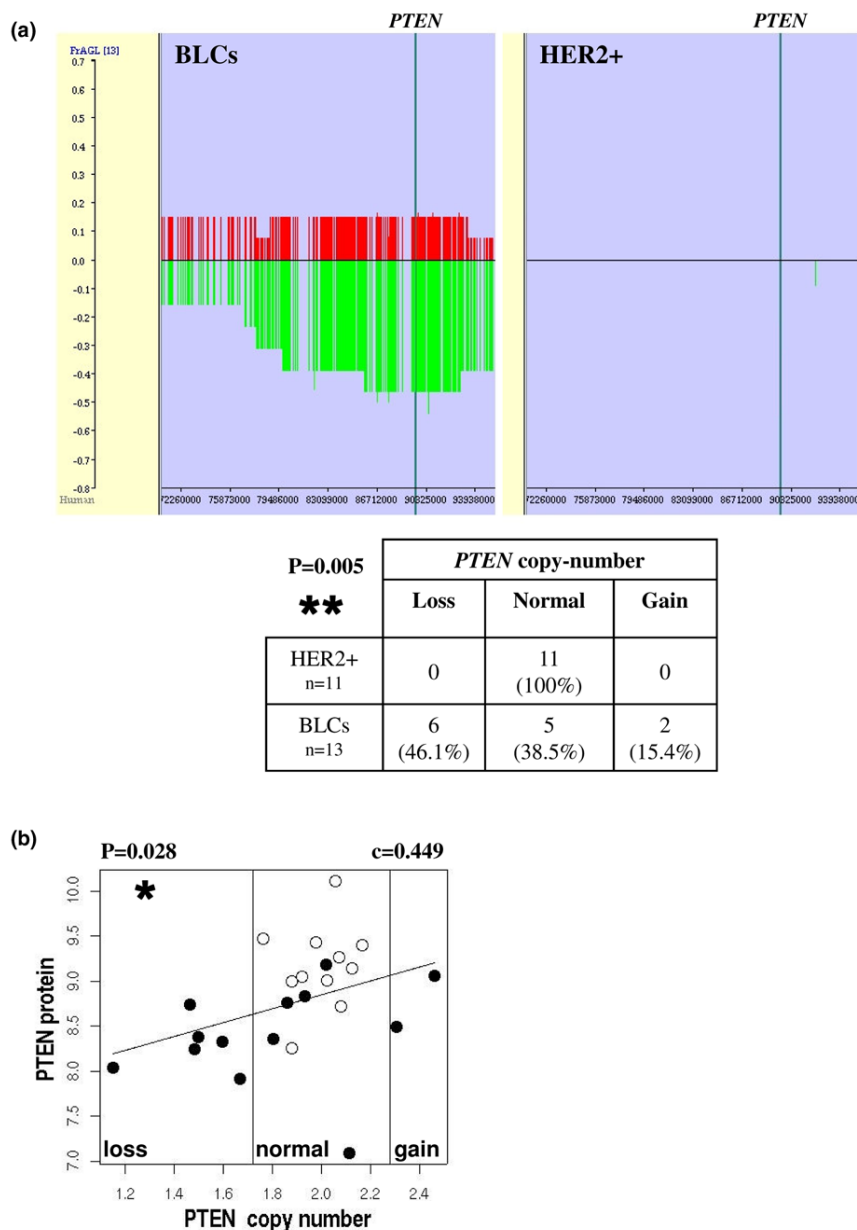 (a)
PTEN
PTEN
FrAGL [13]
BLCs
HER2+
0.7
0.6
0.5
0.4
0.3
0.2
0.1
0.0
-0.1
-0.2
-0.3
-0.4
-0.5
-0.6
-0.7
-0.8
Human
72260000 75873000 79486000 83099000 86712000 90325000 93938000
72260000 75873000 79486000 83099000 86712000 90325000 93938000
P=0.005
**
PTEN copy-number
Loss Normal Gain
HER2+
n=11
0
11
(100%)
0
BLCs
n=13
6
(46.1%)
5
(38.5%)
2
(15.4%)
(b)
P=0.028 c=0.449
*
PTEN protein
10.0
9.5
9.0
8.5
8.0
7.5
7.0
loss normal gain
1.2 1.4 1.6 1.8 2.0 2.2 2.4
PTEN copy number